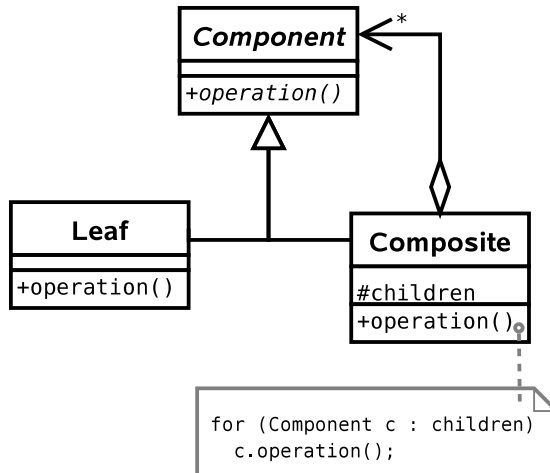 Component
*
+operation()
Leaf
+operation()
Composite
#children
+operation()
for (Component c : children)
  c.operation();